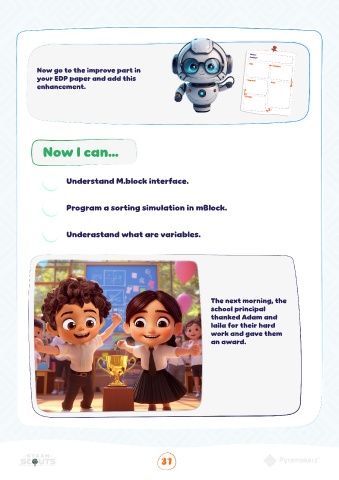 Now go to the improve part in
your EDP paper and add this
enhancement.
Now I can...
Understand M.block interface.
Program a sorting simulation in mBlock.
Underastand what are variables.
The next morning, the
school principal
thanked Adam and
laila for their hard
work and gave them
an award.
STEAM
SCOUTS
37
Pyramakerz